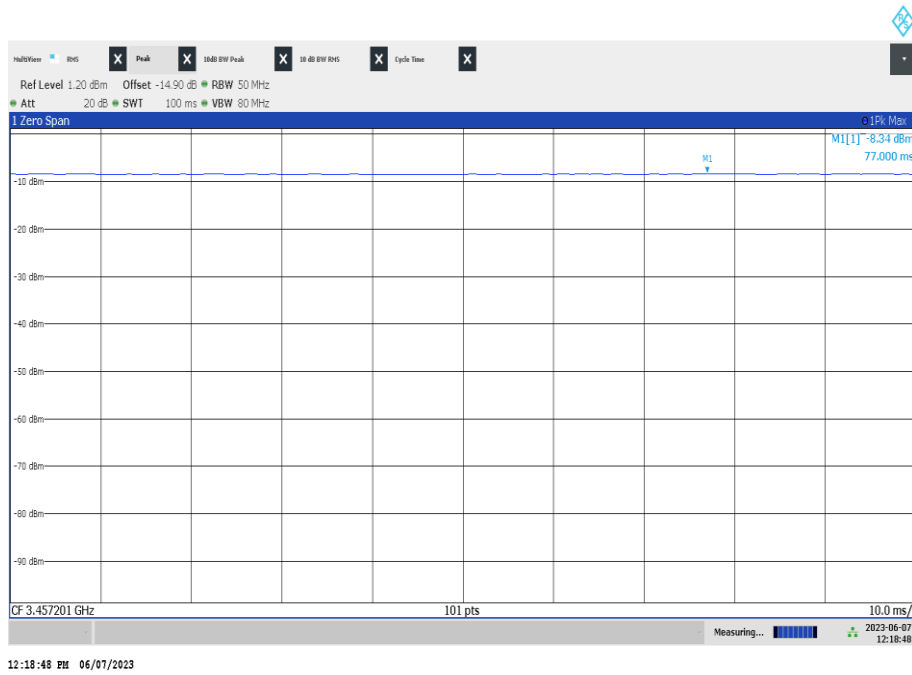 R S
MultiView RMS X Peak X 10dB BW Peak X 10 dB BW RMS X Cycle Time X
Ref Level 1.20 dBm Offset -14.90 dB RBW 50 MHz
Att 20 dB SWT 100 ms VBW 80 MHz
1 Zero Span 1Pk Max
M1[1] -8.34 dBm
77.000 ms
M1
-10 dBm
-20 dBm
-30 dBm
-40 dBm
-50 dBm
-60 dBm
-70 dBm
-80 dBm
-90 dBm
CF 3.457201 GHz 101 pts 10.0 ms/
Measuring... 2023-06-07
12:18:48
12:18:48 PM 06/07/2023